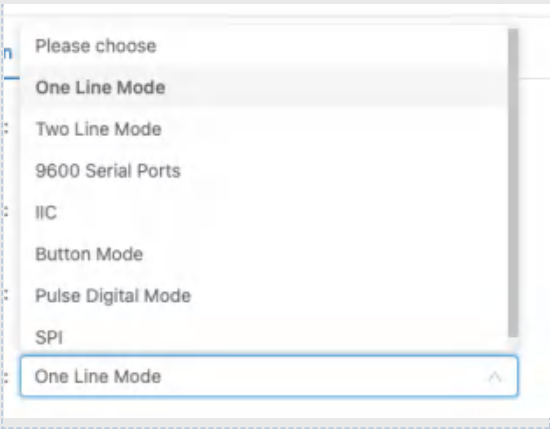 n
Please choose
One Line Mode
:
Two Line Mode
9600 Serial Ports
:
IIC
Button Mode
:
Pulse Digital Mode
SPI
:
One Line Mode